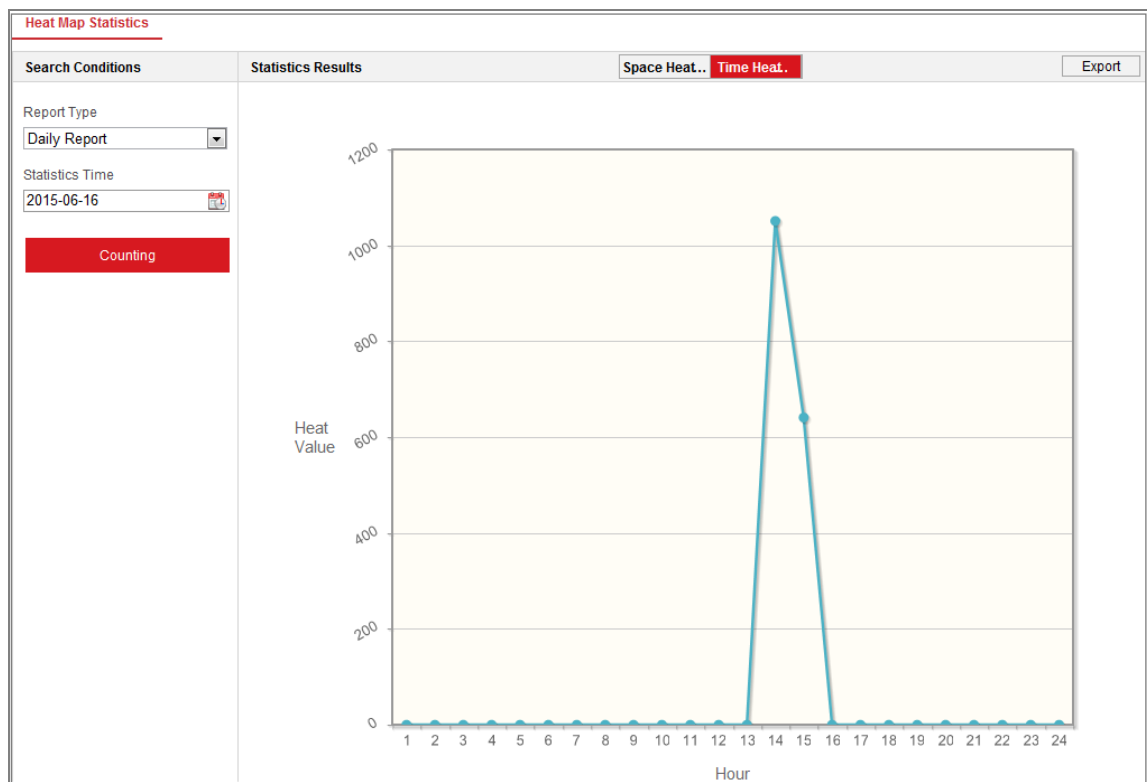 Heat Map Statistics
Search Conditions
Statistics Results
Space Heat...
Time Heat..
Export
Report Type
Daily Report
Statistics Time
2015-06-16
Counting
1200
1000
800
600
400
200
0
Heat
Value
1 2 3 4 5 6 7 8 9 10 11 12 13 14 15 16 17 18 19 20 21 22 23 24
Hour